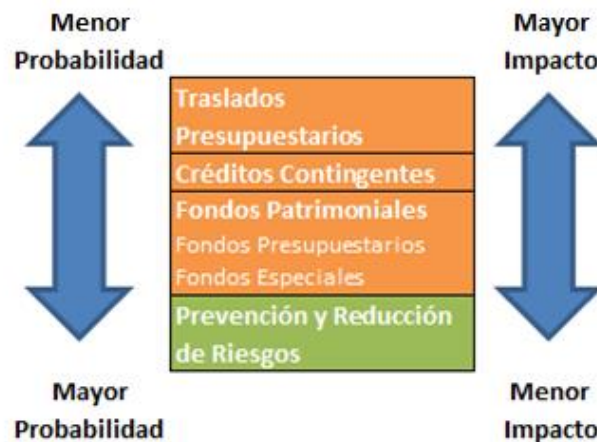 Menor
Probabilidad
Mayor
Impacto
Traslados
Presupuestarios
Créditos Contingentes
Fondos Patrimoniales
Fondos Presupuestarios
Fondos Especiales
Prevención y Reducción
de Riesgos
Mayor
Probabilidad
Menor
Impacto